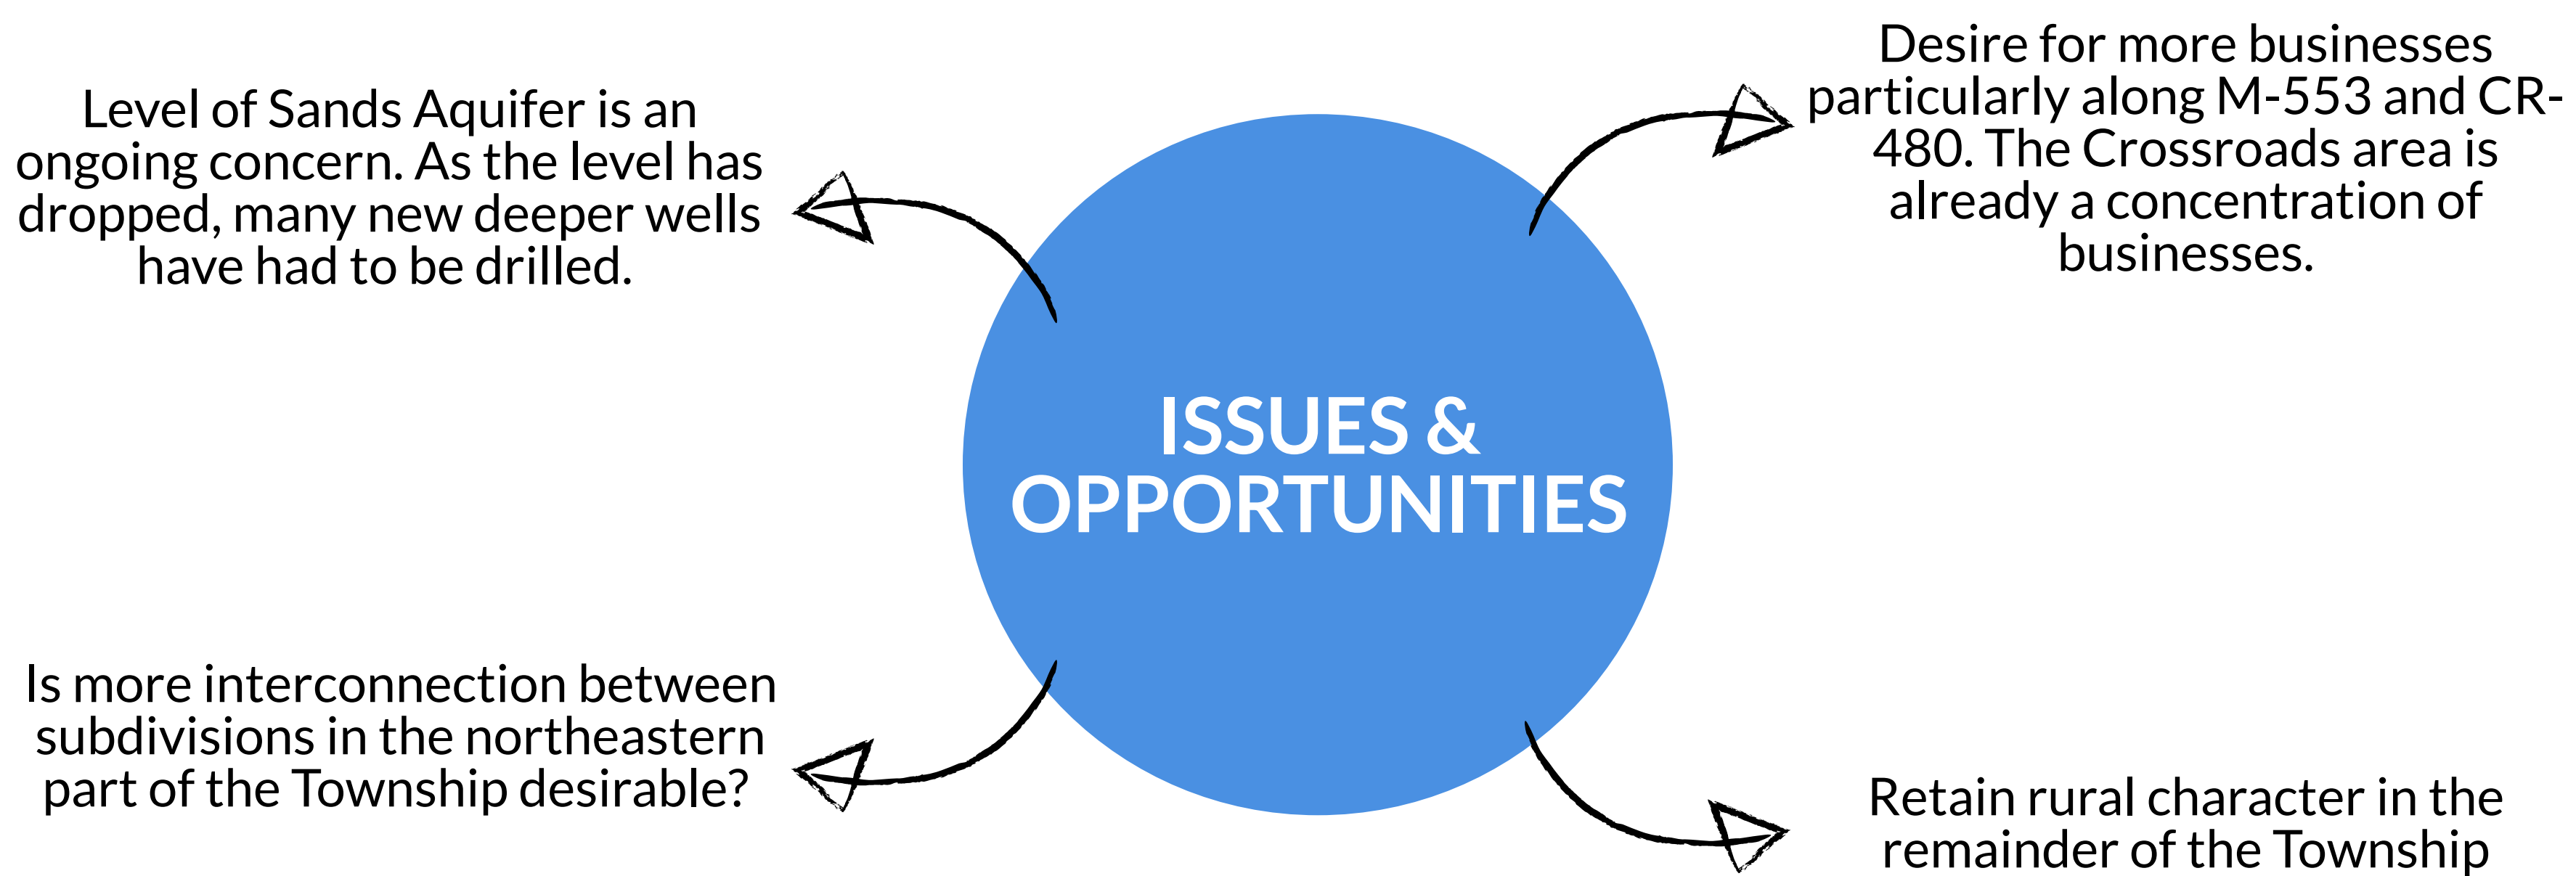 Level of Sands Aquifer is an
ongoing concern. As the level has
dropped, many new deeper wells
have had to be drilled.
Desire for more businesses
particularly along M-553 and CR-
480. The Crossroads area is
already a concentration of
businesses.
ISSUES &
OPPORTUNITIES
Is more interconnection between
subdivisions in the northeastern
part of the Township desirable?
Retain rural character in the
remainder of the Township